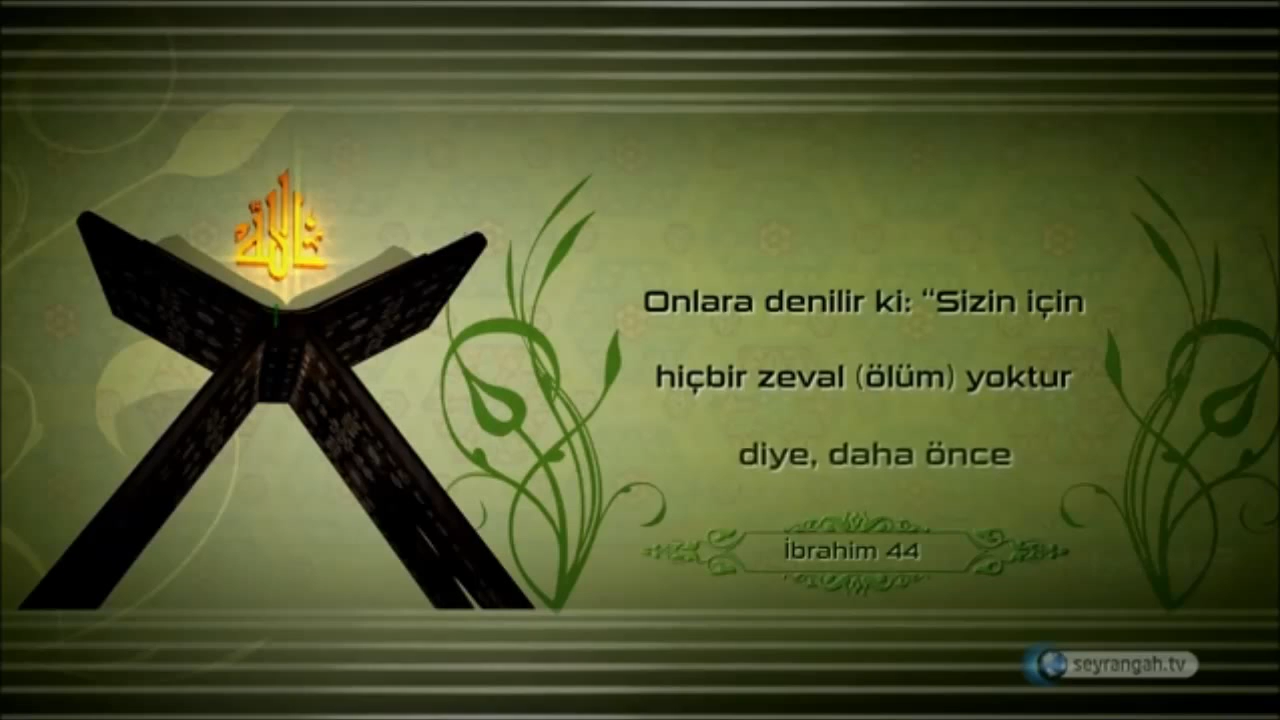 Onlara denilir ki: “Sizin için
hiçbir zeval (ölüm) yoktur
diye, daha önce
İbrahim 44
seyrangah.tv